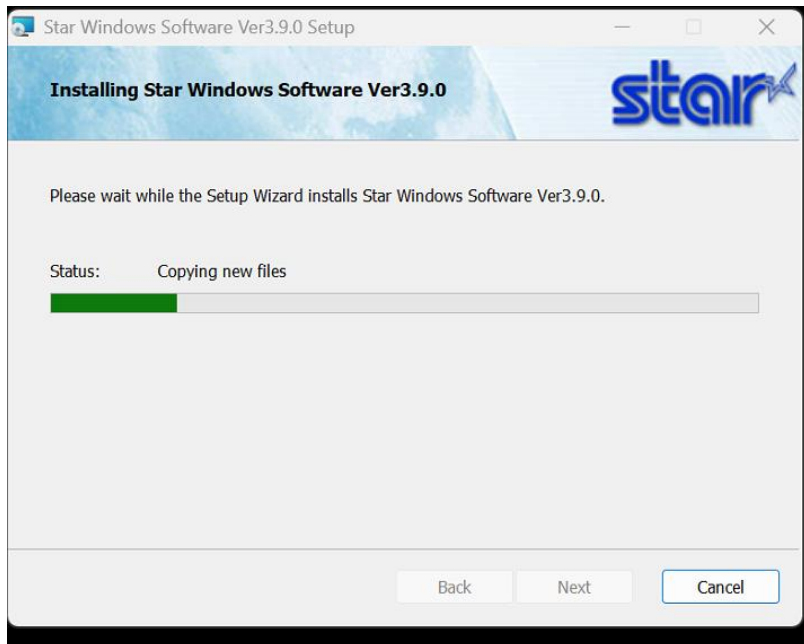 Star Windows Software Ver3.9.0 Setup
Installing Star Windows Software Ver3.9.0
star
Please wait while the Setup Wizard installs Star Windows Software Ver3.9.0.
Status: Copying new files
Back Next Cancel